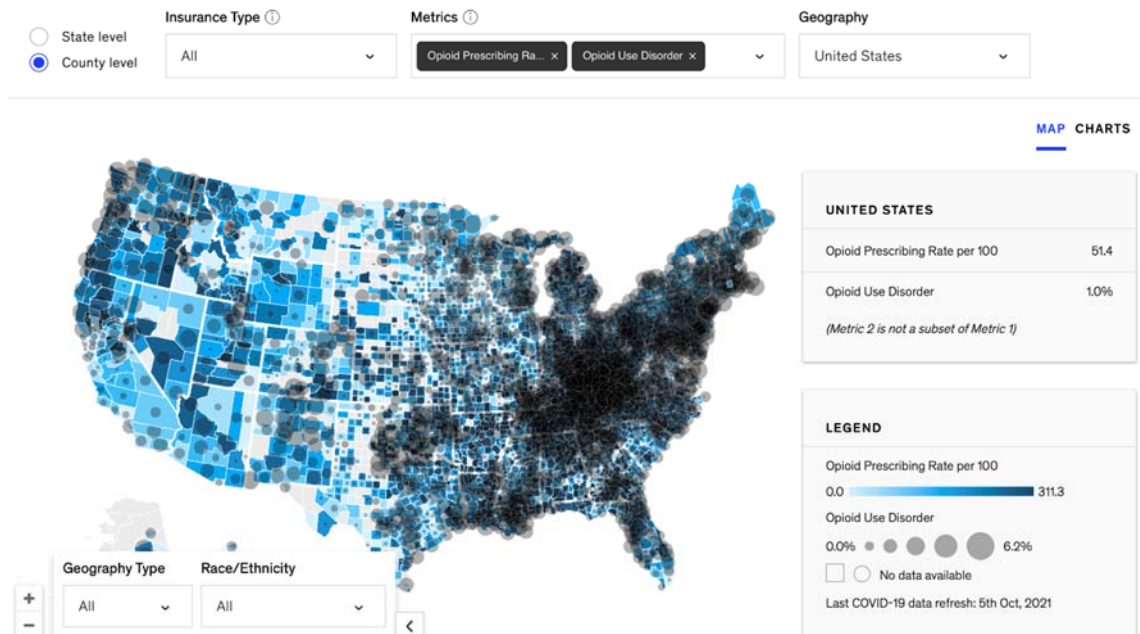 Insurance Type ⓘ
Metrics ⓘ
Geography
State level
County level
All
Opioid Prescribing Ra... ×
Opioid Use Disorder ×
United States
MAP CHARTS
UNITED STATES
Opioid Prescribing Rate per 100 51.4
Opioid Use Disorder 1.0%
(Metric 2 is not a subset of Metric 1)
LEGEND
Opioid Prescribing Rate per 100
0.0 311.3
Opioid Use Disorder
0.0% 6.2%
No data available
Last COVID-19 data refresh: 5th Oct, 2021
Geography Type
Race/Ethnicity
All
All
+
−